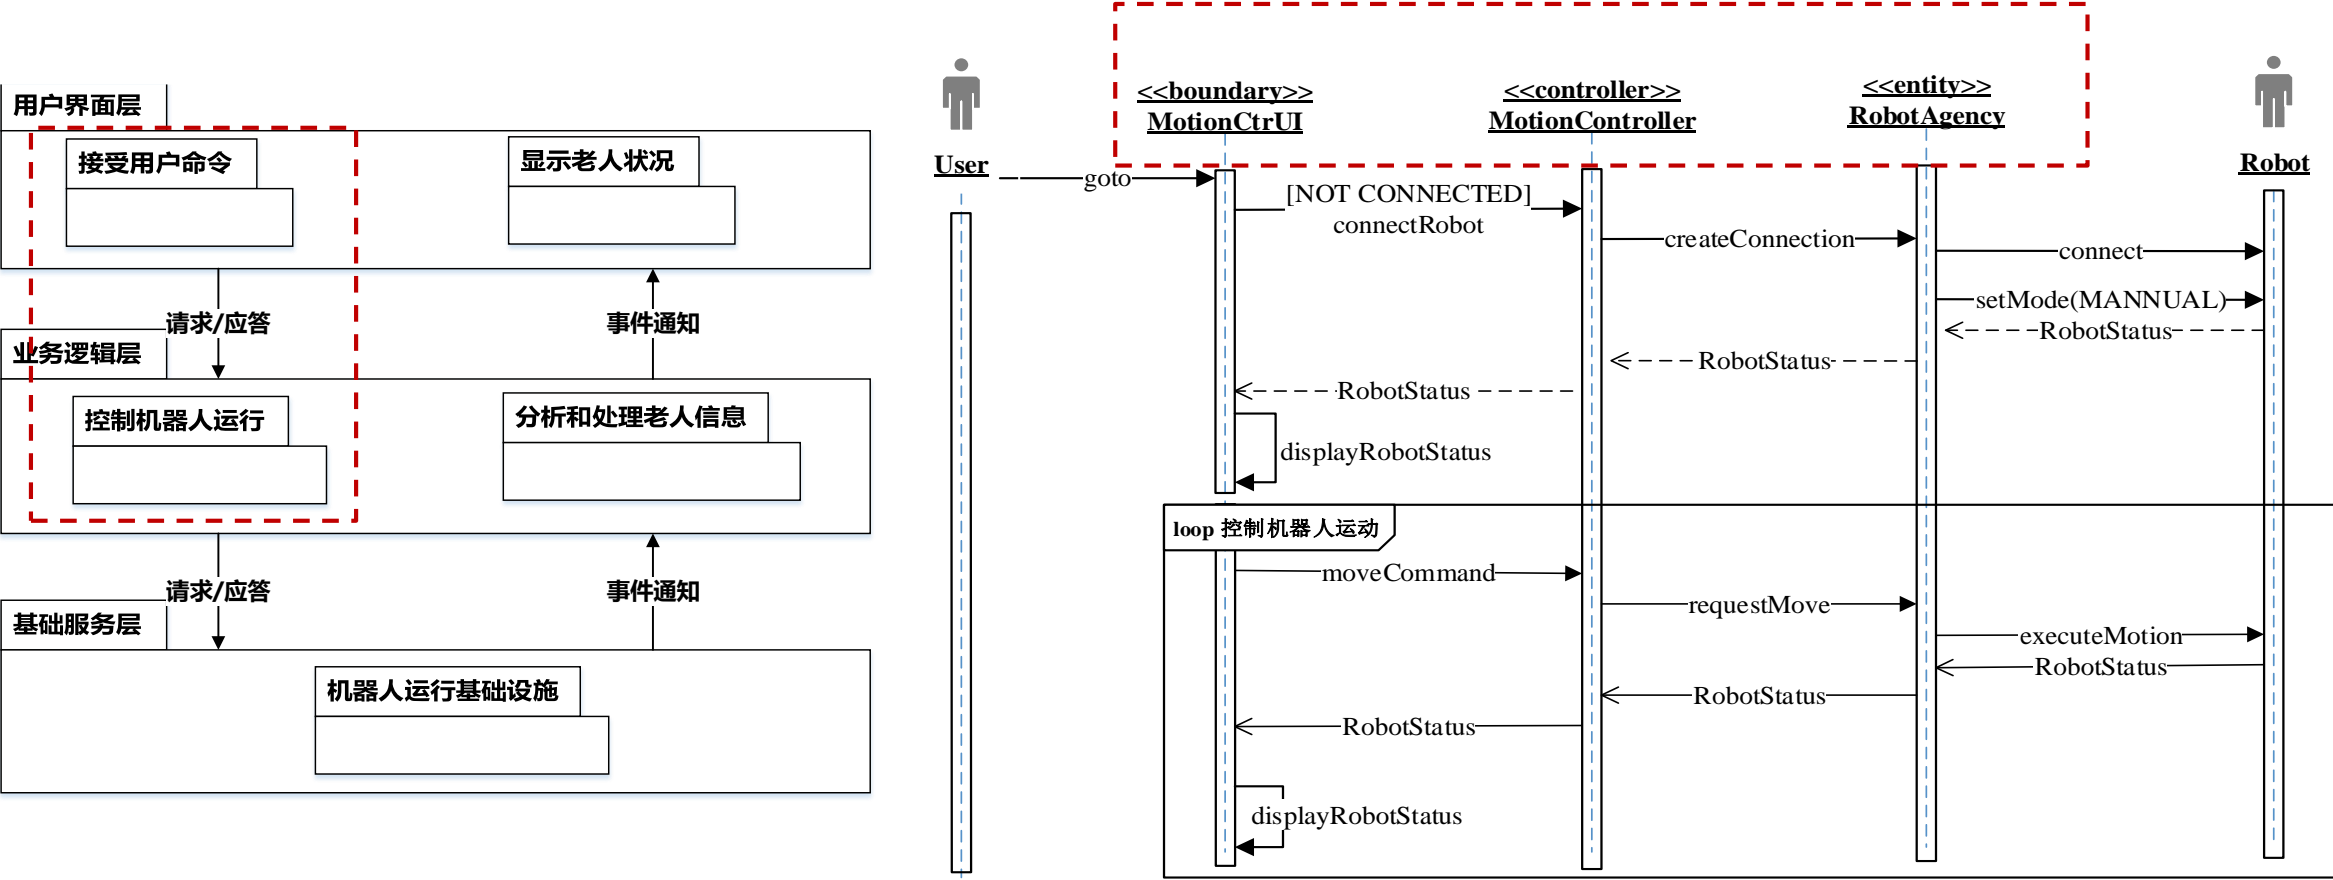 用户界面层
接受用户命令
显示老人状况
请求/应答
事件通知
业务逻辑层
控制机器人运行
分析和处理老人信息
请求/应答
事件通知
基础服务层
机器人运行基础设施
User
<<boundary>>
MotionCtrUI
<<controller>>
MotionController
<<entity>>
RobotAgency
Robot
goto
[NOT CONNECTED]
connectRobot
createConnection
connect
setMode(MANNUAL)
RobotStatus
RobotStatus
RobotStatus
displayRobotStatus
loop 控制机器人运动
moveCommand
requestMove
executeMotion
RobotStatus
RobotStatus
RobotStatus
displayRobotStatus